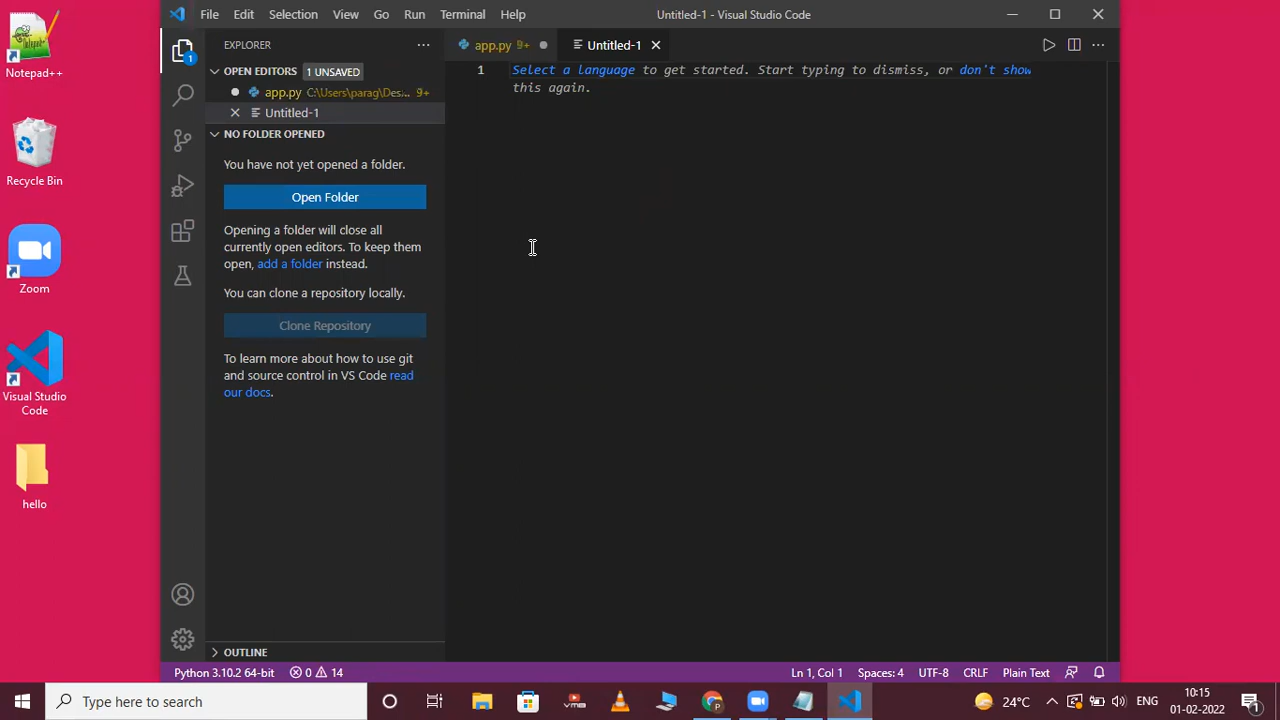 Notepad++
Recycle Bin
Zoom
Visual Studio
Code
hello
File Edit Selection View Go Run Terminal Help
Untitled-1 - Visual Studio Code
1
EXPLORER
OPEN EDITORS 1 UNSAVED
app.py C:\Users\parag\Des... 9+
Untitled-1
NO FOLDER OPENED
You have not yet opened a folder.
Open Folder
Opening a folder will close all
currently open editors. To keep them
open, add a folder instead.
You can clone a repository locally.
Clone Repository
To learn more about how to use git
and source control in VS Code read
our docs.
OUTLINE
app.py 9+
Untitled-1
1 Select a language to get started. Start typing to dismiss, or don't show
this again.
Python 3.10.2 64-bit 0 14
Ln 1, Col 1 Spaces: 4 UTF-8 CRLF Plain Text
Type here to search
vmba
24°C
ENG
10:15
01-02-2022
1